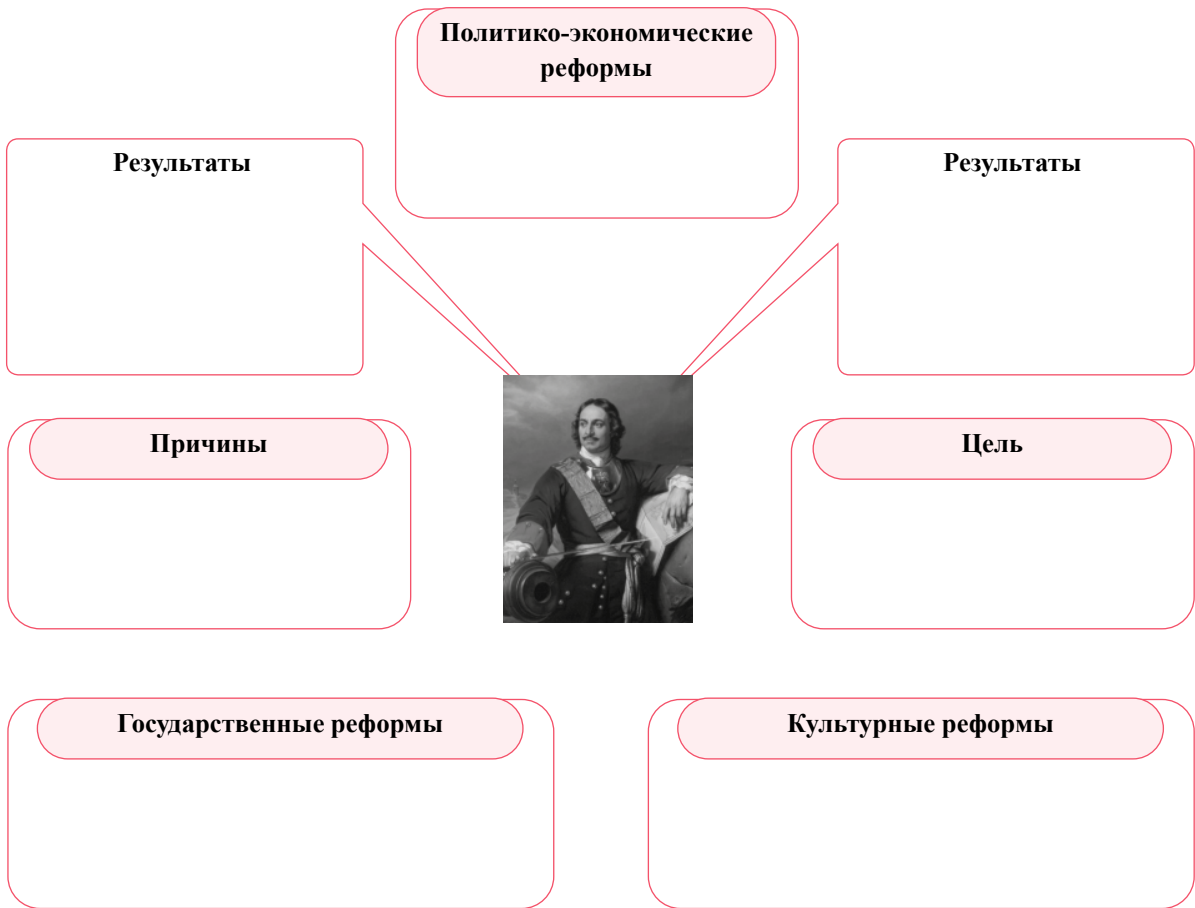 Политико-экономические
реформы
Результаты
Результаты
Причины
Цель
Государственные реформы
Культурные реформы